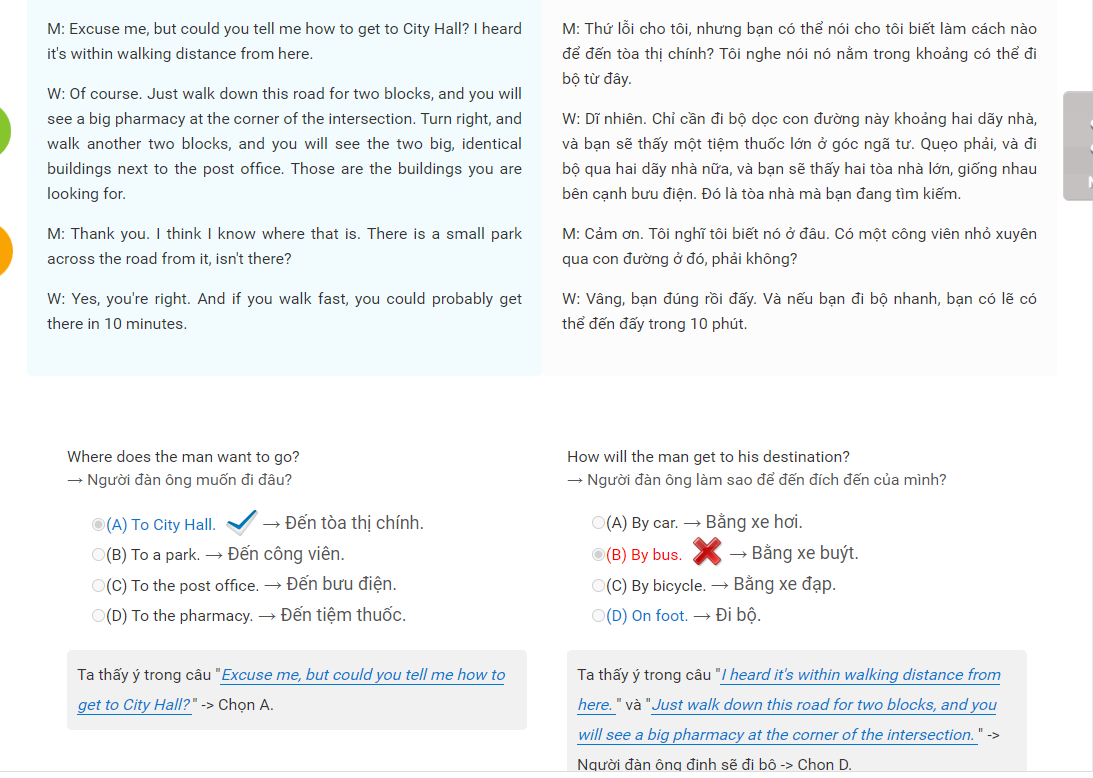 M: Excuse me, but could you tell me how to get to City Hall? I heard
it's within walking distance from here.
W: Of course. Just walk down this road for two blocks, and you will
see a big pharmacy at the corner of the intersection. Turn right, and
walk another two blocks, and you will see the two big, identical
buildings next to the post office. Those are the buildings you are
looking for.
M: Thank you. I think I know where that is. There is a small park
across the road from it, isn't there?
W: Yes, you're right. And if you walk fast, you could probably get
there in 10 minutes.
M: Thứ lỗi cho tôi, nhưng bạn có thể nói cho tôi biết làm cách nào
để đến tòa thị chính? Tôi nghe nói nó nằm trong khoảng có thể đi
bộ từ đây.
W: Dĩ nhiên. Chỉ cần đi bộ dọc con đường này khoảng hai dãy nhà,
và bạn sẽ thấy một tiệm thuốc lớn ở góc ngã tư. Quẹo phải, và đi
bộ qua hai dãy nhà nữa, và bạn sẽ thấy hai tòa nhà lớn, giống nhau
bên cạnh bưu điện. Đó là tòa nhà mà bạn đang tìm kiếm.
M: Cảm ơn. Tôi nghĩ tôi biết nó ở đâu. Có một công viên nhỏ xuyên
qua con đường ở đó, phải không?
W: Vâng, bạn đúng rồi đấy. Và nếu bạn đi bộ nhanh, bạn có lẽ có
thể đến đấy trong 10 phút.
Where does the man want to go?
→ Người đàn ông muốn đi đâu?
(A) To City Hall. → Đến tòa thị chính.
(B) To a park. → Đến công viên.
(C) To the post office. → Đến bưu điện.
(D) To the pharmacy. → Đến tiệm thuốc.
Ta thấy ý trong câu "Excuse me, but could you tell me how to
get to City Hall?" -> Chọn A.
How will the man get to his destination?
→ Người đàn ông làm sao để đến đích đến của mình?
(A) By car. → Bằng xe hơi.
(B) By bus. → Bằng xe buýt.
(C) By bicycle. → Bằng xe đạp.
(D) On foot. → Đi bộ.
Ta thấy ý trong câu "I heard it's within walking distance from
here." và "Just walk down this road for two blocks, and you
will see a big pharmacy at the corner of the intersection." ->
Người đàn ông định sẽ đi bộ -> Chọn D.